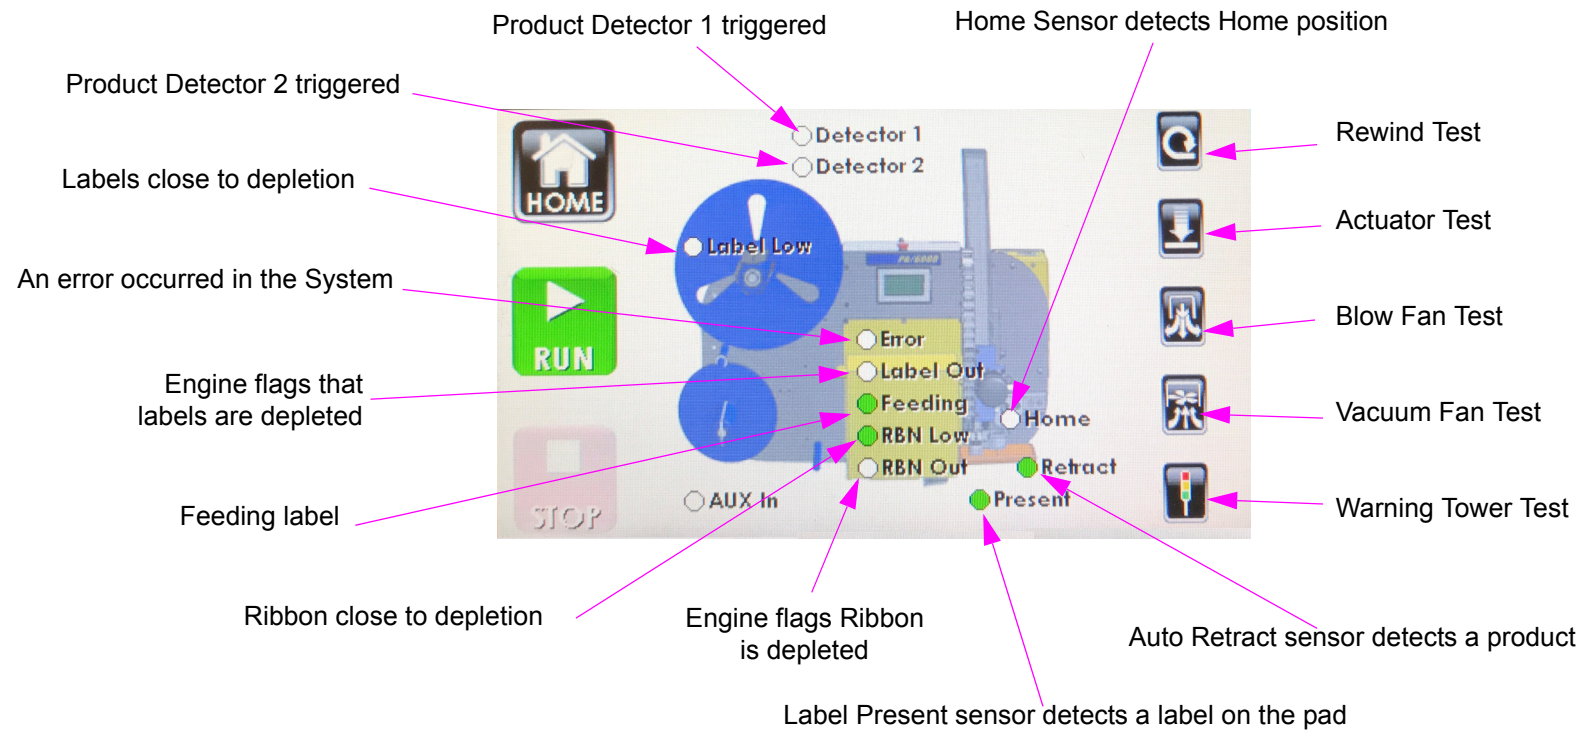 Product Detector 1 triggered
Home Sensor detects Home position
Product Detector 2 triggered
Labels close to depletion
An error occurred in the System
Engine flags that
labels are depleted
Feeding label
Ribbon close to depletion
Engine flags Ribbon
is depleted
Label Present sensor detects a label on the pad
Auto Retract sensor detects a product
Rewind Test
Actuator Test
Blow Fan Test
Vacuum Fan Test
Warning Tower Test
HOME
RUN
STOP
Detector 1
Detector 2
Label Low
Error
Label Out
Feeding
RBN Low
RBN Out
AUX In
Home
Retract
Present